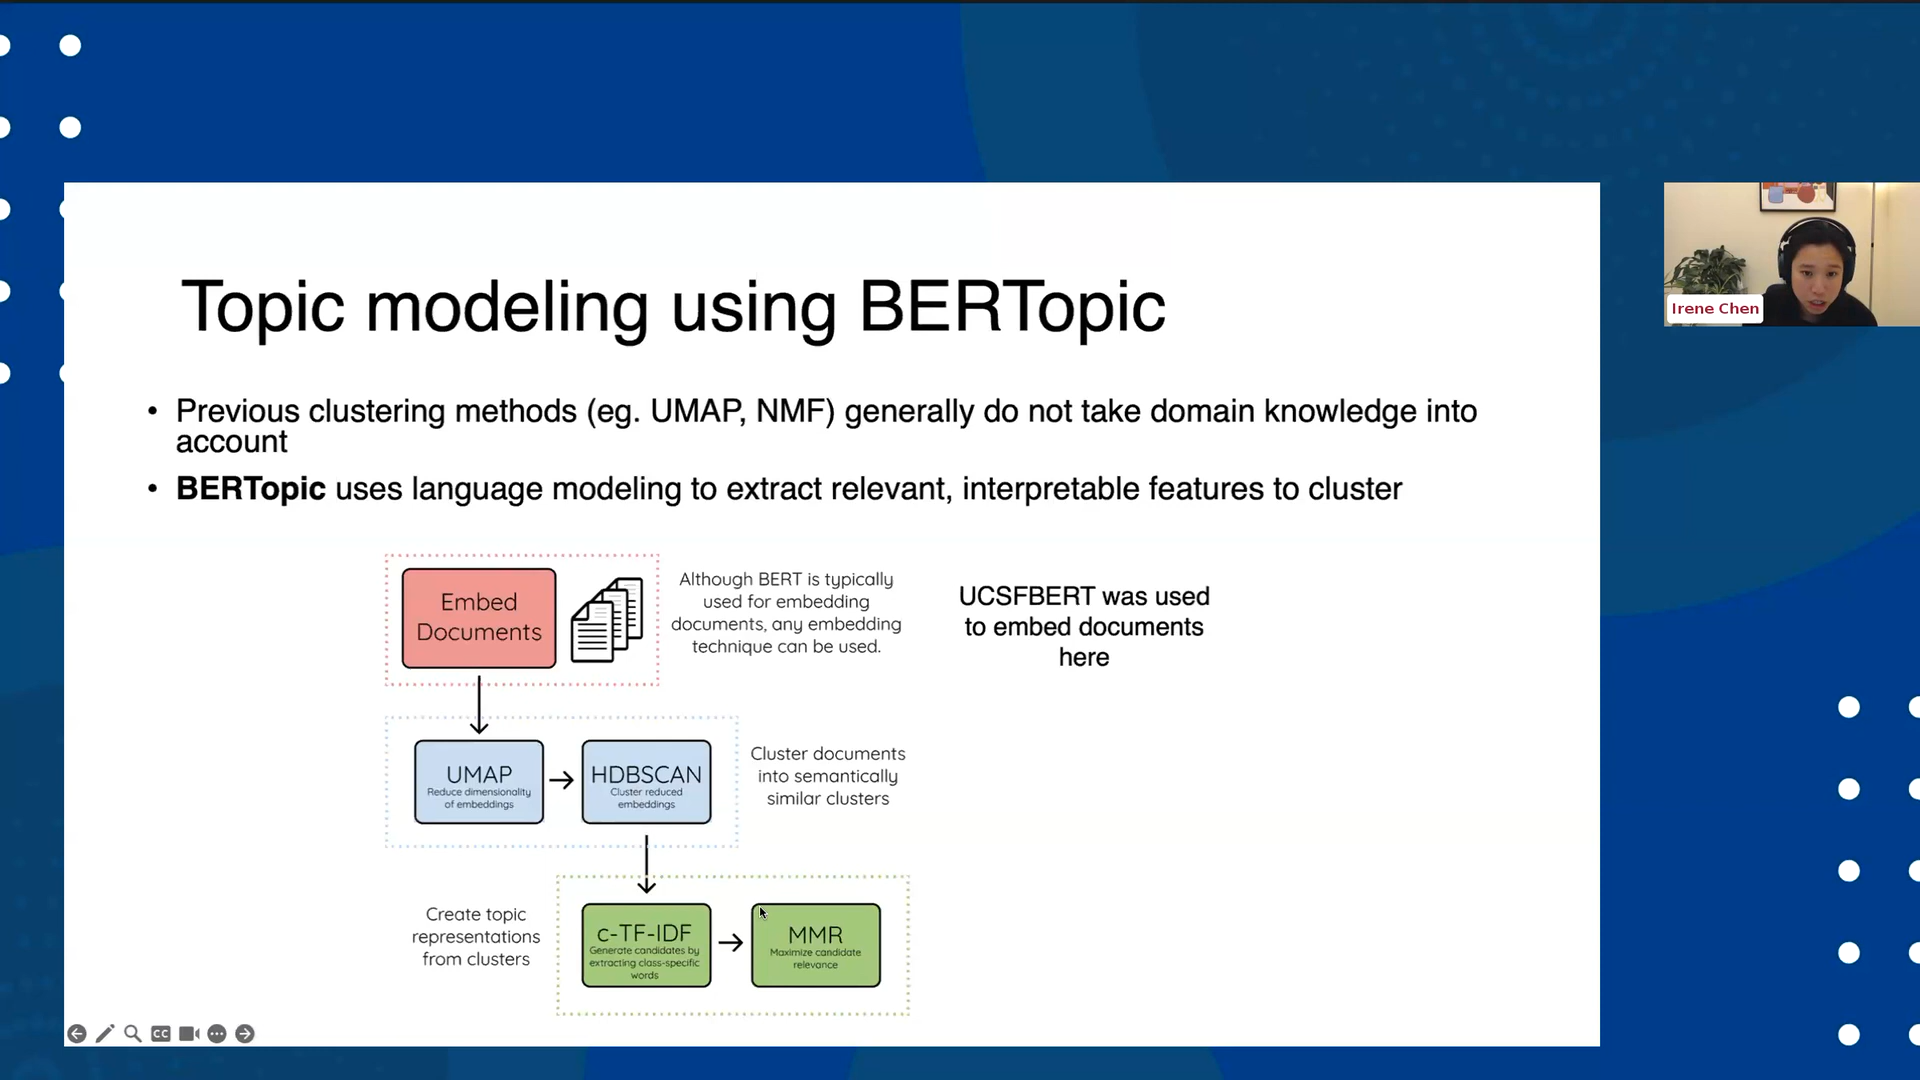 Topic modeling using BERTopic
• Previous clustering methods (eg. UMAP, NMF) generally do not take domain knowledge into
account
• BERTopic uses language modeling to extract relevant, interpretable features to cluster
Embed
Documents
Although BERT is typically
used for embedding
documents, any embedding
technique can be used.
UCSFBERT was used
to embed documents
here
UMAP
Reduce dimensionality
of embeddings
HDBSCAN
Cluster reduced
embeddings
Cluster documents
into semantically
similar clusters
Create topic
representations
from clusters
c-TF-IDF
Generate candidates by
extracting class-specific
words
MMR
Maximize candidate
relevance
Irene Chen
CC